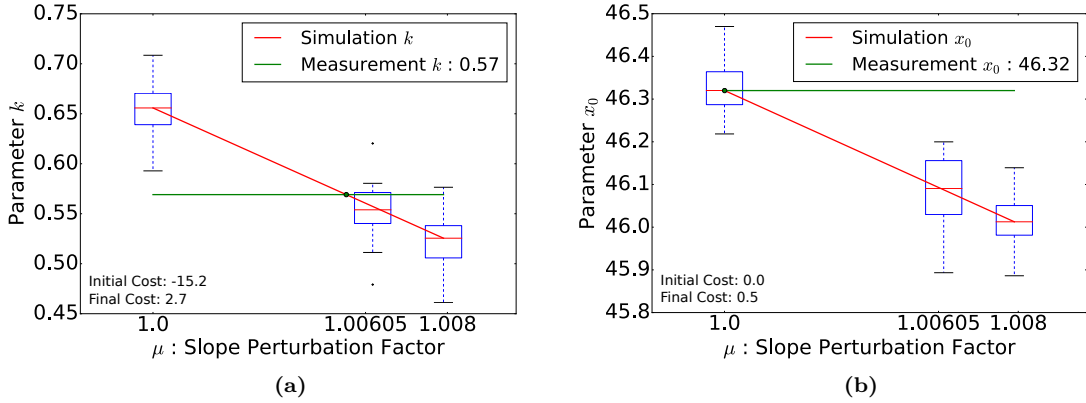 0.75
0.70
0.65
0.60
0.55
0.50
0.45
Parameter k
Simulation k
Measurement k : 0.57
Initial Cost: -15.2
Final Cost: 2.7
1.0
1.00605
1.008
μ : Slope Perturbation Factor
(a)
46.5
46.4
46.3
46.2
46.1
46.0
45.9
45.8
Parameter x₀
Simulation x₀
Measurement x₀ : 46.32
Initial Cost: 0.0
Final Cost: 0.5
1.0
1.00605
1.008
μ : Slope Perturbation Factor
(b)